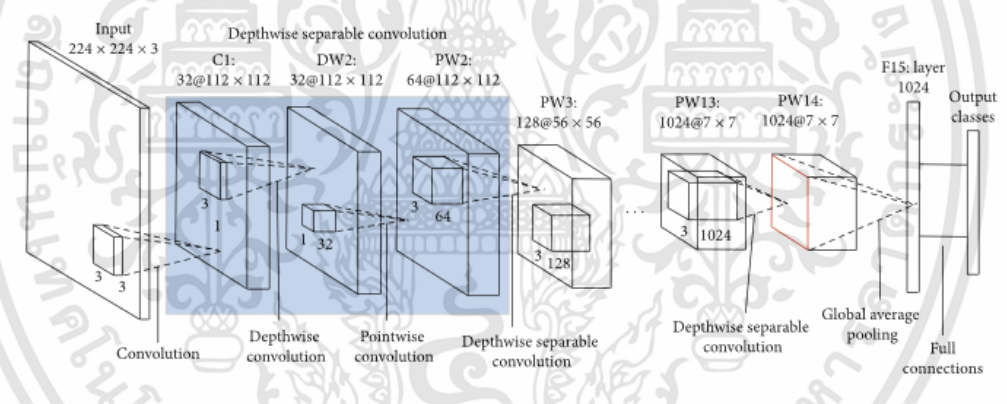 Input
224 × 224 × 3
Depthwise separable convolution
C1:
32@112 × 112
DW2:
32@112 × 112
PW2:
64@112 × 112
PW3:
128@56 × 56
PW13:
1024@7 × 7
PW14:
1024@7 × 7
F15: layer
1024
Output
classes
3
3
3
1
1
32
3
64
3
128
...
3
1024
Convolution
Depthwise
convolution
Pointwise
convolution
Depthwise separable
convolution
Depthwise separable
convolution
Global average
pooling
Full
connections